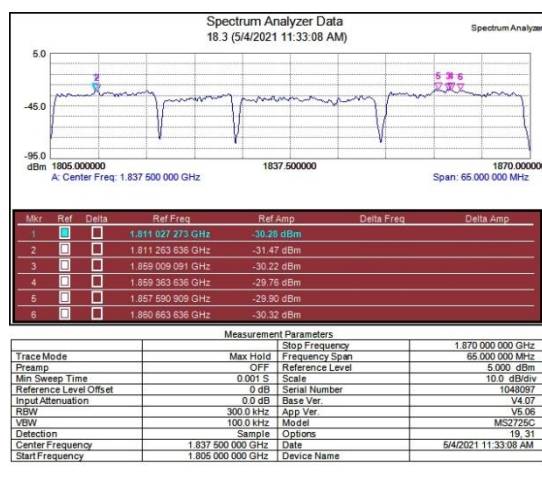 Spectrum Analyzer Data
18.3 (5/4/2021 11:33:08 AM)
Spectrum Analyzer
5.0
2 5 3 4 6
-45.0
-95.0
dBm 1805.000000 1837.500000 1870.000000
A: Center Freq: 1.837 500 000 GHz Span: 65.000 000 MHz
Mkr Ref Delta Ref Freq Ref Amp Delta Freq Delta Amp
1 1.811 027 273 GHz -30.28 dBm
2 1.811 263 636 GHz -31.47 dBm
3 1.859 009 091 GHz -30.22 dBm
4 1.859 363 636 GHz -29.76 dBm
5 1.857 590 909 GHz -29.90 dBm
6 1.860 663 636 GHz -30.32 dBm
Measurement Parameters
Stop Frequency 1.870 000 000 GHz
Trace Mode Max Hold Frequency Span 65.000 000 MHz
Preamp OFF Reference Level 5.000 dBm
Min Sweep Time 0.001 S Scale 10.0 dB/div
Reference Level Offset 0 dB Serial Number 1048097
Input Attenuation 0.0 dB Base Ver. V4.07
RBW 300.0 kHz App Ver. V5.06
VBW 100.0 kHz Model MS2725C
Detection Sample Options 19, 31
Center Frequency 1.837 500 000 GHz Date 5/4/2021 11:33:08 AM
Start Frequency 1.805 000 000 GHz Device Name